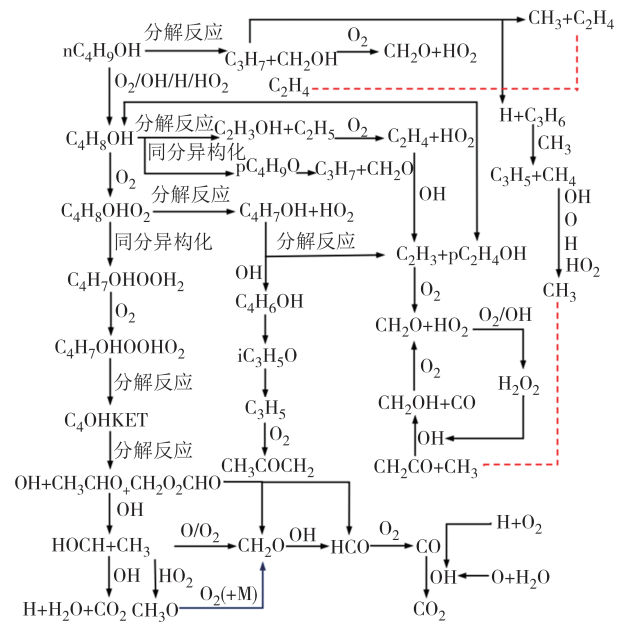 nC4H9OH
分解反应
C3H7+CH2OH
O2
CH2O+HO2
CH3+C2H4
C2H4
O2/OH/H/HO2
H+C3H6
CH3
C3H5+CH4
C4H8OH
分解反应
C2H3OH+C2H5
O2
C2H4+HO2
同分异构化
pC4H9O
C3H7+CH2O
O2
OH
OH
O
H
HO2
C4H8OHO2
分解反应
C4H7OH+HO2
同分异构化
分解反应
C2H3+pC2H4OH
C4H7OHOOH2
OH
C4H6OH
O2
CH3
O2
CH2O+HO2
O2/OH
C4H7OHOOHO2
iC3H5O
O2
H2O2
分解反应
C3H5
CH2OH+CO
C4OHKET
O2
OH
分解反应
CH3COCH2
CH2CO+CH3
OH+CH3CHO+CH2O2CHO
OH
HOCH+CH3
O/O2
CH2O
OH
HCO
O2
CO
H+O2
OH
HO2
O2(+M)
OH
O+H2O
H+H2O+CO2
CH3O
CO2